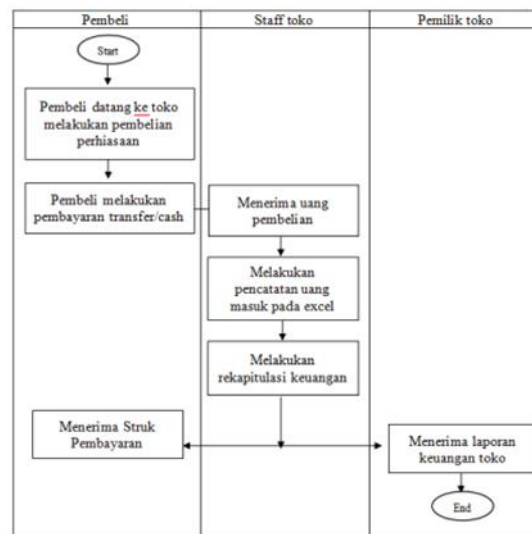 Pembeli
Staff toko
Pemilik toko
Start
Pembeli datang ke toko
melakukan pembelian
perhiasaan
Pembeli melakukan
pembayaran transfer/cash
Menerima uang
pembelian
Melakukan
pencatatan uang
masuk pada excel
Melakukan
rekapitulasi keuangan
Menerima Struk
Pembayaran
Menerima laporan
keuangan toko
End